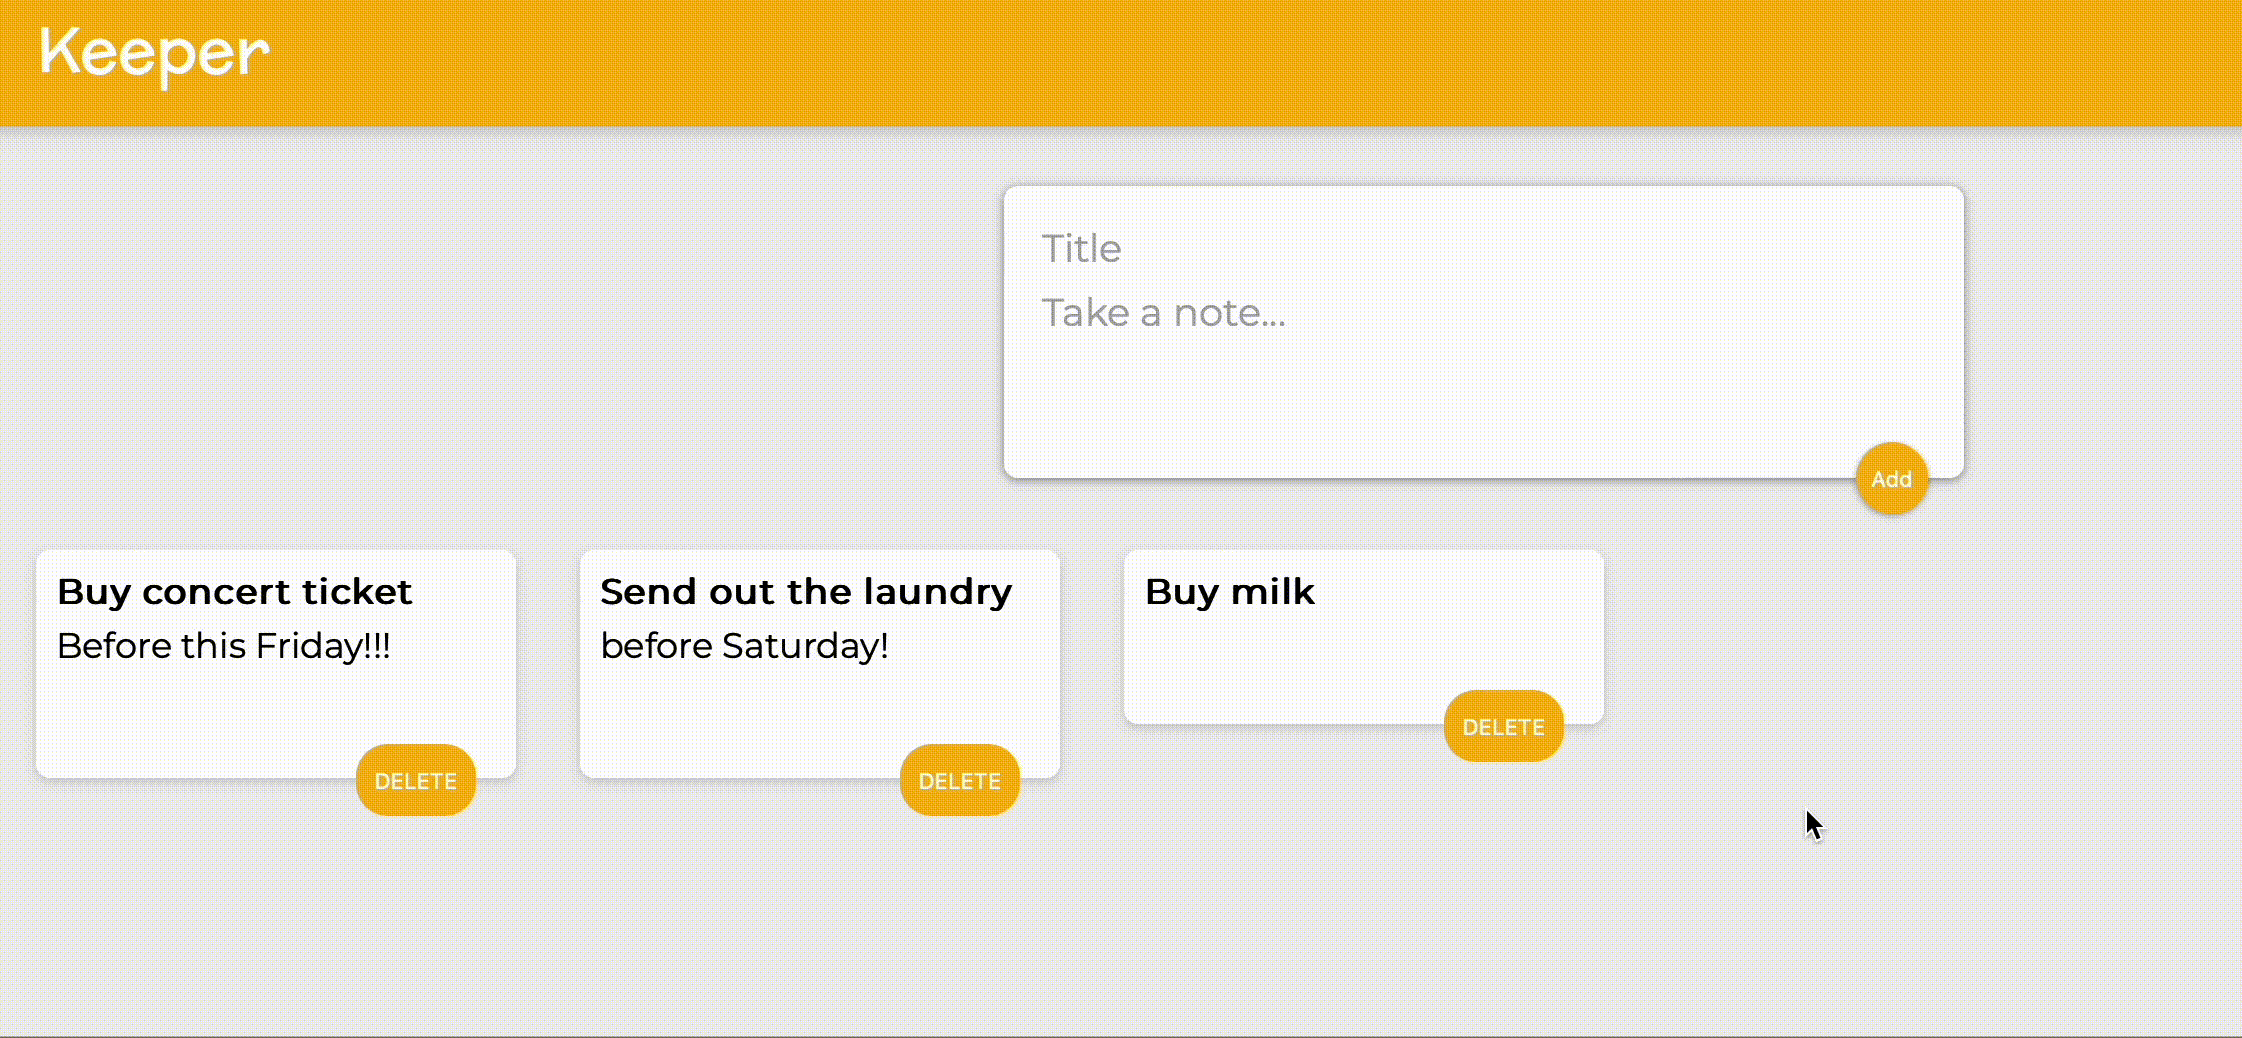 Keeper
Title
Take a note...
Add
Buy concert ticket
Before this Friday!!!
DELETE
Send out the laundry
before Saturday!
DELETE
Buy milk
DELETE